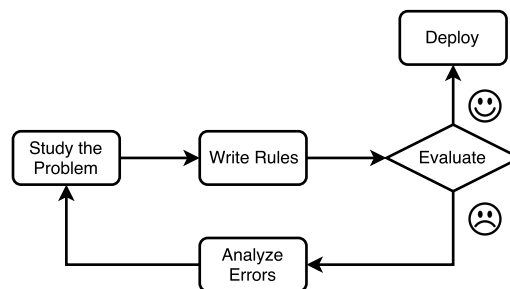 Deploy
Study the
Problem
Write Rules
Evaluate
Analyze
Errors